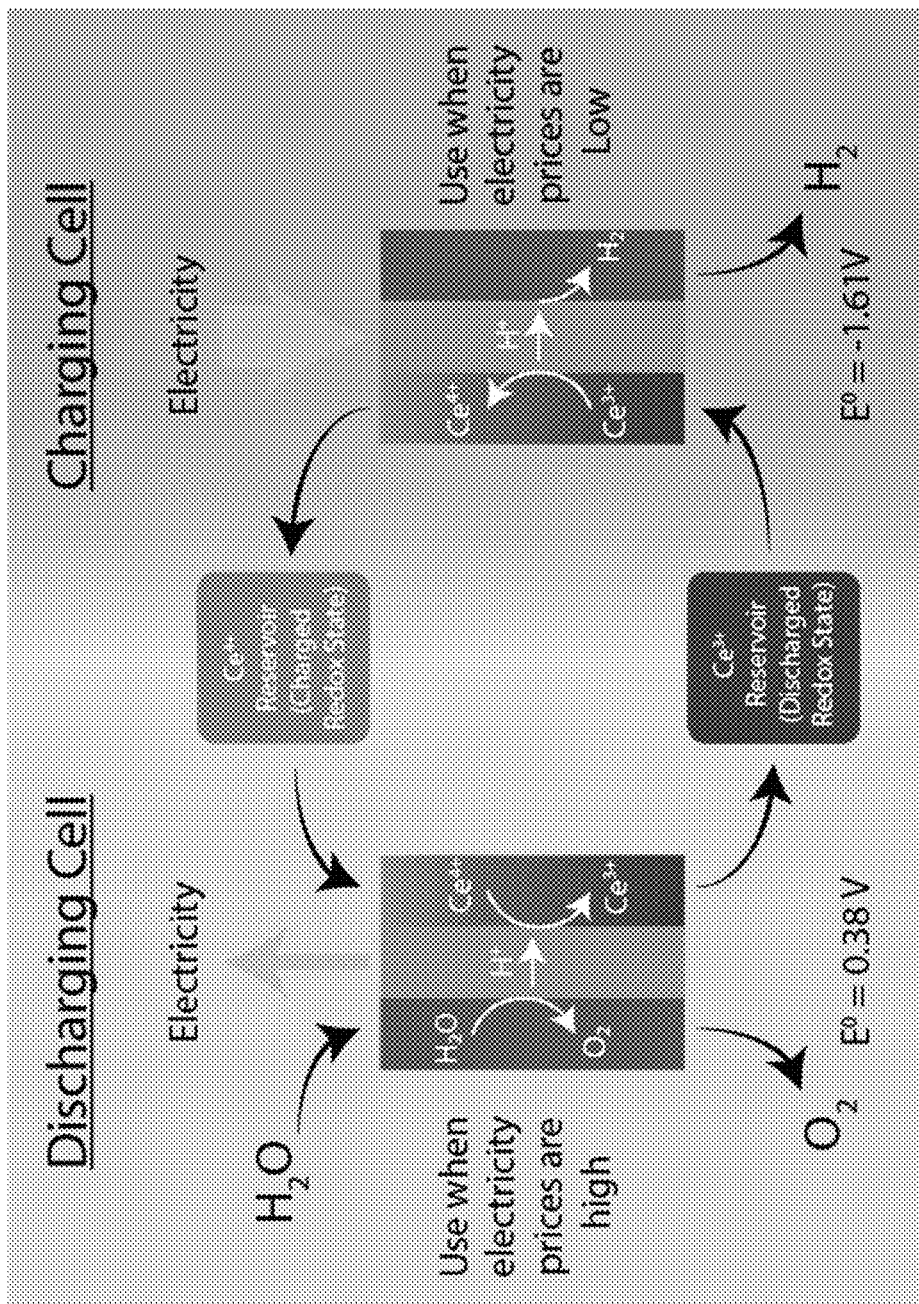 Discharging Cell
Charging Cell
Electricity
Electricity
H₂O
Ce⁴⁺
Reservoir
(Charged
Redox State)
Use when
electricity
prices are
high
H₂O
H⁺
Ce⁴⁺
O₂
Ce³⁺
Ce⁴⁺
H⁺
Ce³⁺
H₂
Use when
electricity
prices are
Low
Ce³⁺
Reservoir
(Discharged
Redox State)
O₂
E⁰ = 0.38 V
E⁰ = -1.61V
H₂